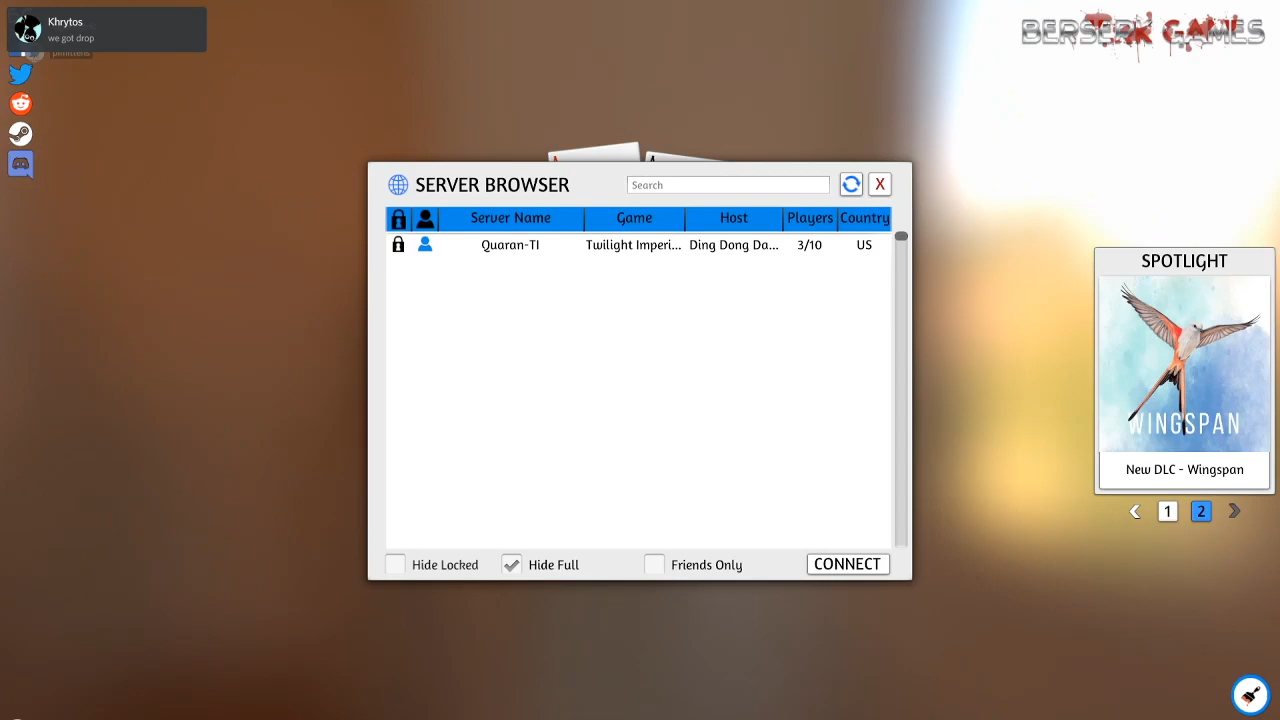 Khrytos
we got drop
BERSERK GAMES
SERVER BROWSER
Search
Server Name Game Host Players Country
Quaran-TI Twilight Imperi... Ding Dong Da... 3/10 US
Hide Locked
Hide Full
Friends Only
CONNECT
SPOTLIGHT
WINGSPAN
New DLC - Wingspan
1
2